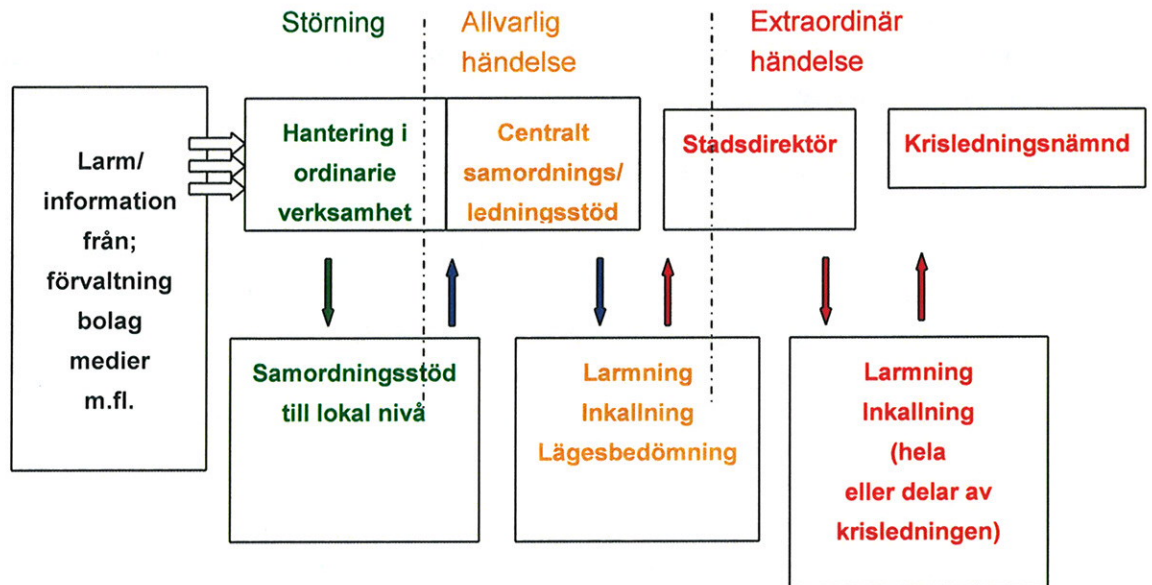 Störning
Allvarlig
händelse
Extraordinär
händelse
Larm/
information
från;
förvaltning
bolag
medier
m.fl.
Hantering i
ordinarie
verksamhet
Centralt
samordnings/
ledningsstöd
Stadsdirektör
Krisledningsnämnd
Samordningsstöd
till lokal nivå
Larmning
Inkallning
Lägesbedömning
Larmning
Inkallning
(hela
eller delar av
krisledningen)